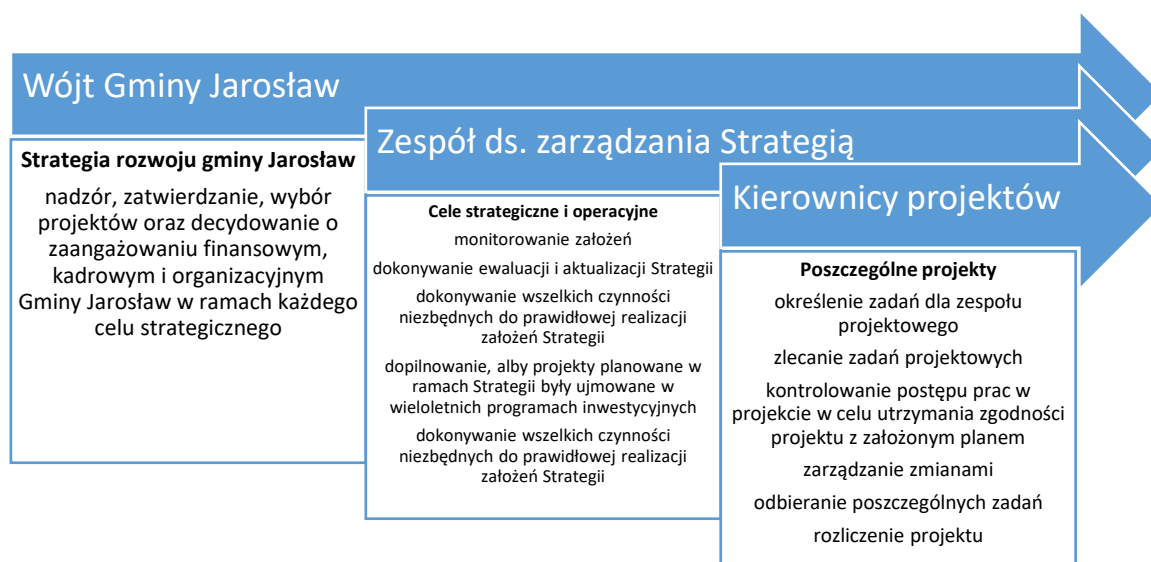 Wójt Gminy Jarosław
Strategia rozwoju gminy Jarosław
nadzór, zatwierdzanie, wybór
projektów oraz decydowanie o
zaangażowaniu finansowym,
kadrowym i organizacyjnym
Gminy Jarosław w ramach każdego
celu strategicznego
Zespół ds. zarządzania Strategią
Cele strategiczne i operacyjne
monitorowanie założeń
dokonywanie ewaluacji i aktualizacji Strategii
dokonywanie wszelkich czynności
niezbędnych do prawidłowej realizacji
założeń Strategii
dopilnowanie, alby projekty planowane w
ramach Strategii były ujmowane w
wieloletnich programach inwestycyjnych
dokonywanie wszelkich czynności
niezbędnych do prawidłowej realizacji
założeń Strategii
Kierownicy projektów
Poszczególne projekty
określenie zadań dla zespołu
projektowego
zlecanie zadań projektowych
kontrolowanie postępu prac w
projekcie w celu utrzymania zgodności
projektu z założonym planem
zarządzanie zmianami
odbieranie poszczególnych zadań
rozliczenie projektu